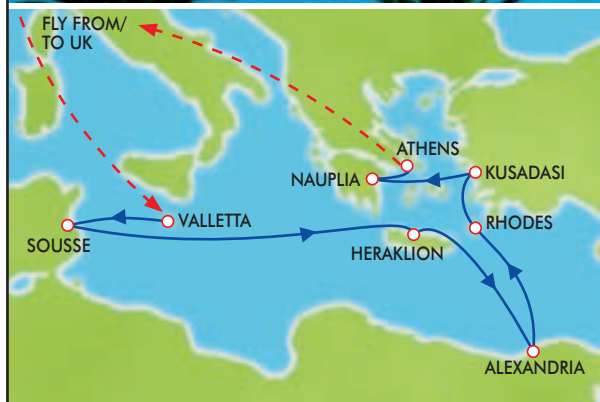 FLY FROM/
TO UK
ATHENS
NAUPLIA
KUSADASI
VALLETTA
RHODES
SOUSSE
HERAKLION
ALEXANDRIA